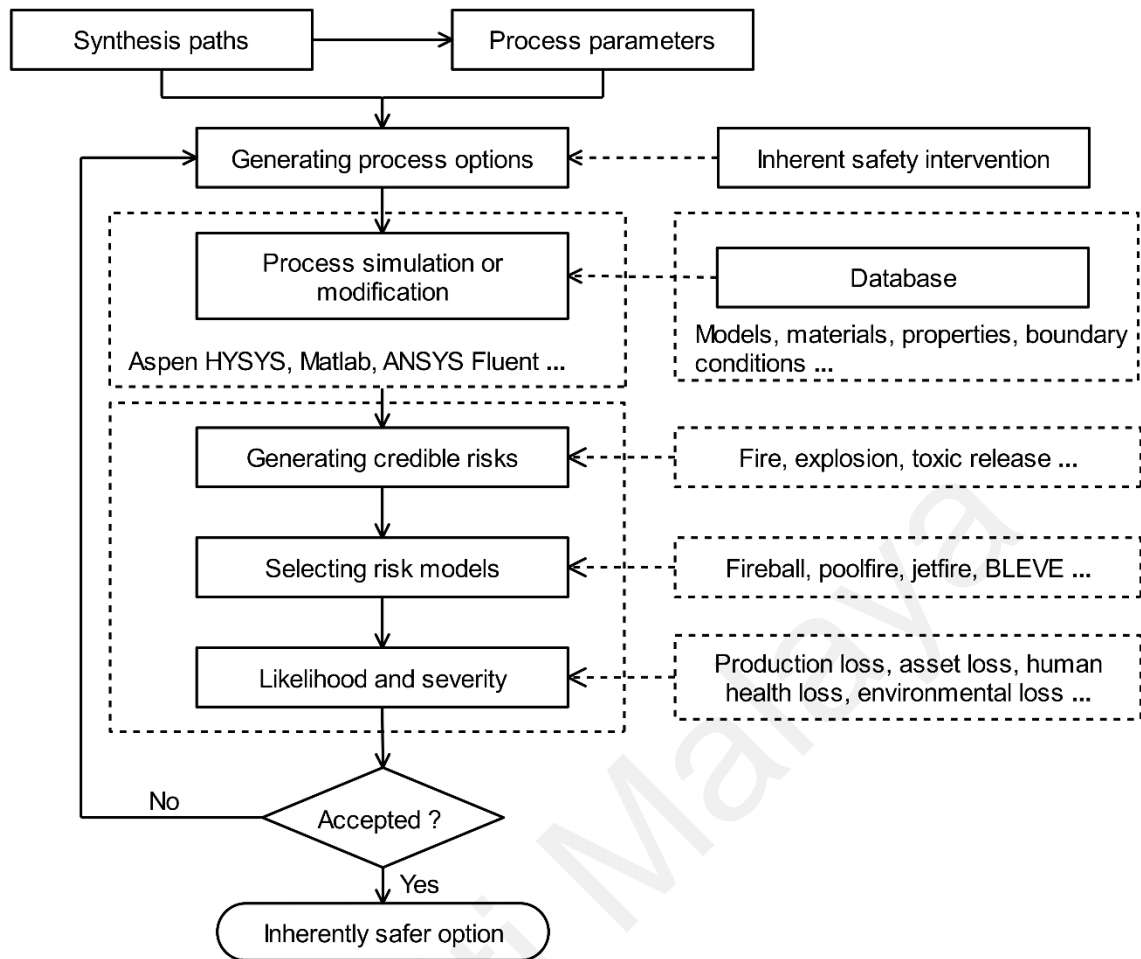 Synthesis paths
Process parameters
Generating process options
Inherent safety intervention
Process simulation or
modification
Database
Aspen HYSYS, Matlab, ANSYS Fluent ...
Models, materials, properties, boundary
conditions ...
Generating credible risks
Fire, explosion, toxic release ...
Selecting risk models
Fireball, poolfire, jetfire, BLEVE ...
Likelihood and severity
Production loss, asset loss, human
health loss, environmental loss ...
No
Accepted ?
Yes
Inherently safer option
ti Malaya